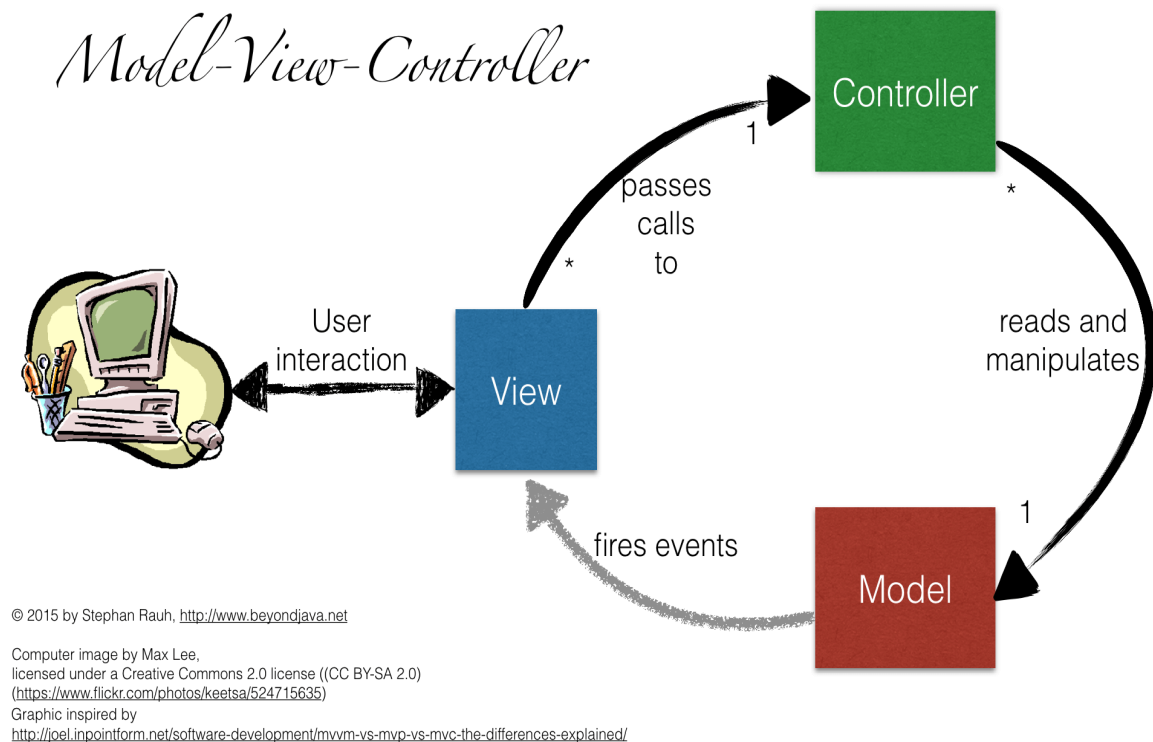 Model-View-Controller
Controller
1
*
passes
calls
to
*
User
interaction
reads and
manipulates
View
1
fires events
Model
© 2015 by Stephan Rauh, http://www.beyondjava.net
Computer image by Max Lee,
licensed under a Creative Commons 2.0 license ((CC BY-SA 2.0)
(https://www.flickr.com/photos/keetsa/524715635)
Graphic inspired by
http://joel.inpointform.net/software-development/mvvm-vs-mvp-vs-mvc-the-differences-explained/